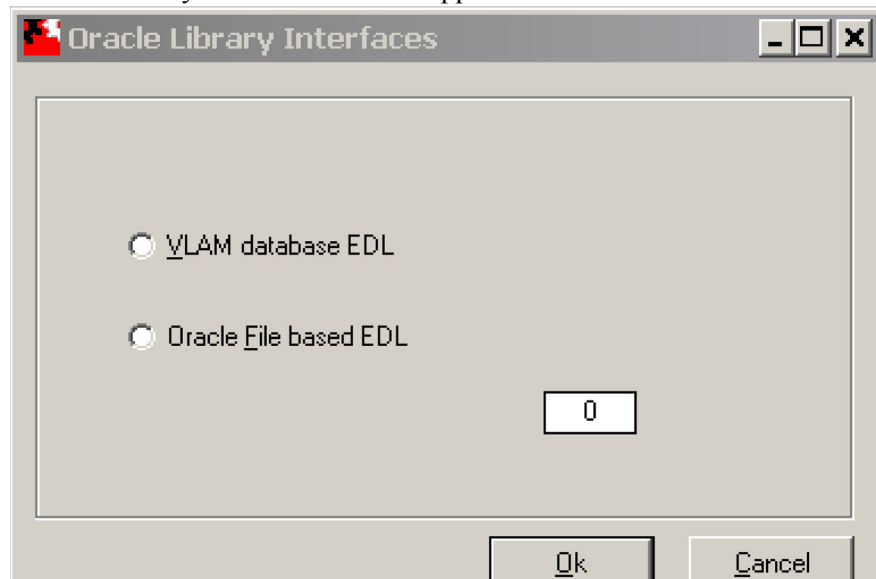 Oracle Library Interfaces
VLAM database EDL
Oracle File based EDL
0
Ok
Cancel